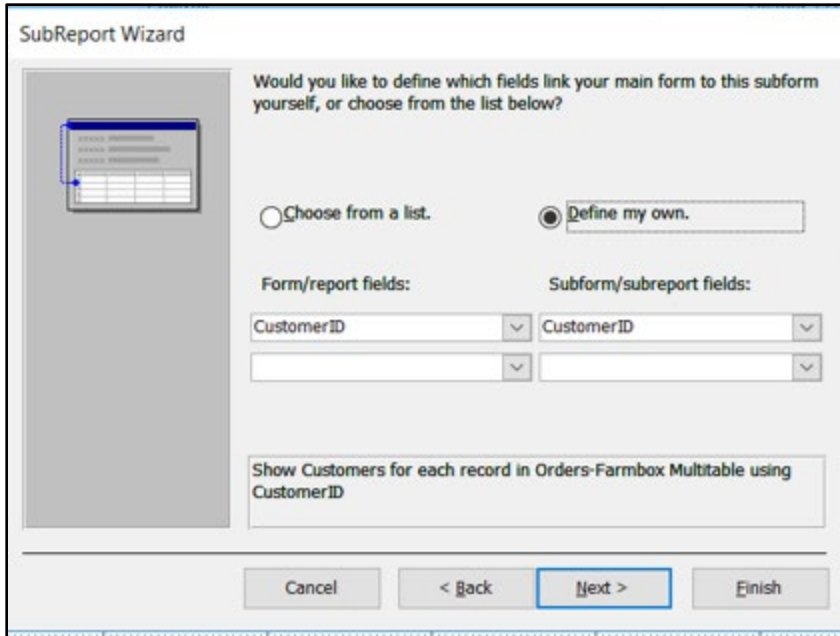 SubReport Wizard
Would you like to define which fields link your main form to this subform
yourself, or choose from the list below?
Choose from a list.
Define my own.
Form/report fields:
Subform/subreport fields:
CustomerID
CustomerID
Show Customers for each record in Orders-Farmbox Multitable using
CustomerID
Cancel
< Back
Next >
Finish